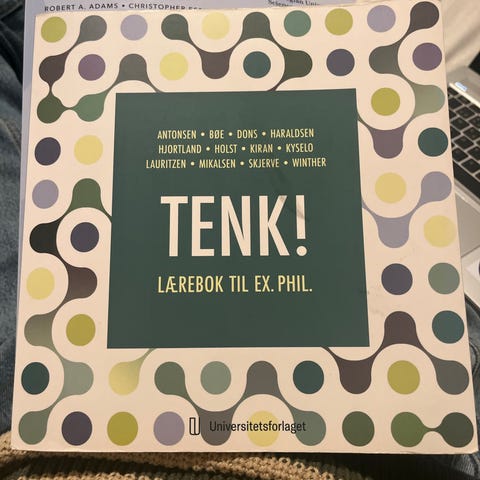 ROBERT A. ADAMS • CHRISTOPHER
ANTONSEN • BØE • DONS • HARALDSEN
HJORTLAND • HOLST • KIRAN • KYSELO
LAURITZEN • MIKALSEN • SKJERVE • WINTHER
TENK!
LÆREBOK TIL EX. PHIL.
Universitetsforlaget